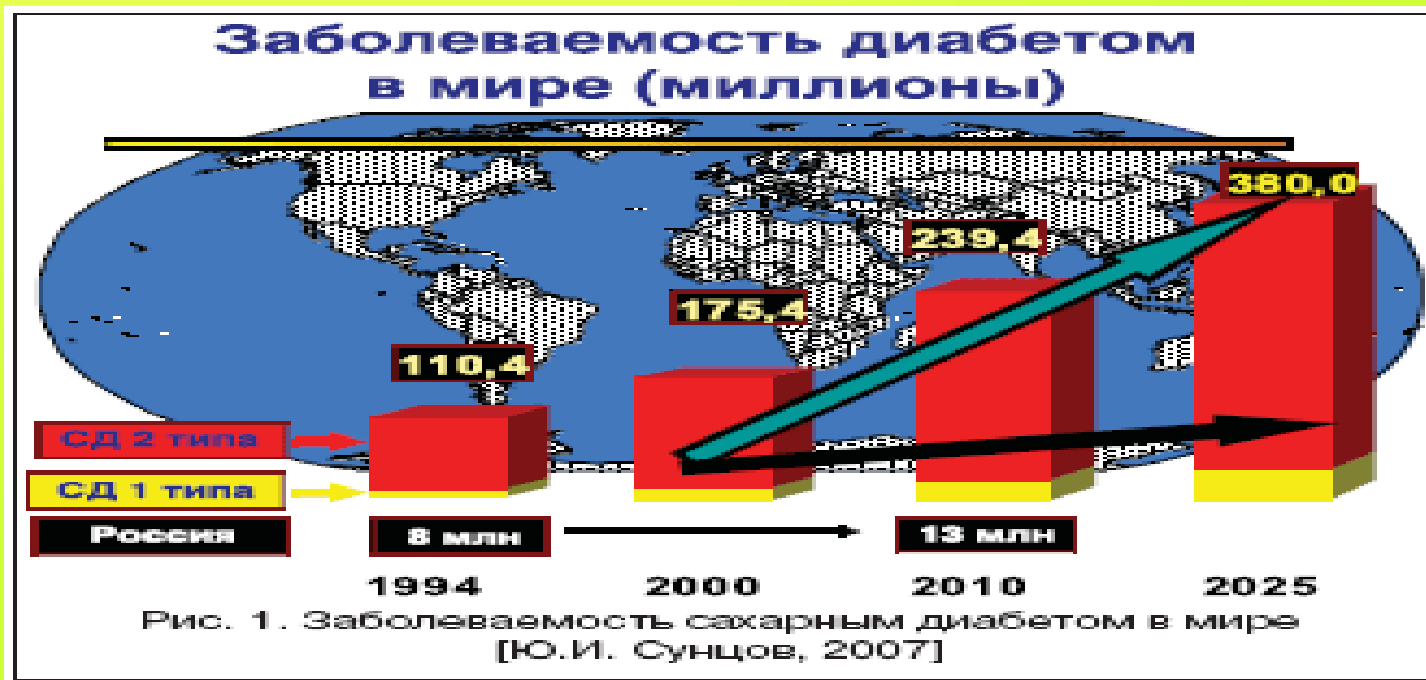 Заболеваемость диабетом
в мире (миллионы)
380,0
239,4
175,4
110,4
СД 2 типа
СД 1 типа
Россия 8 млн 13 млн
1994 2000 2010 2025
Рис. 1. Заболеваемость сахарным диабетом в мире
[Ю.И. Сунцов, 2007]